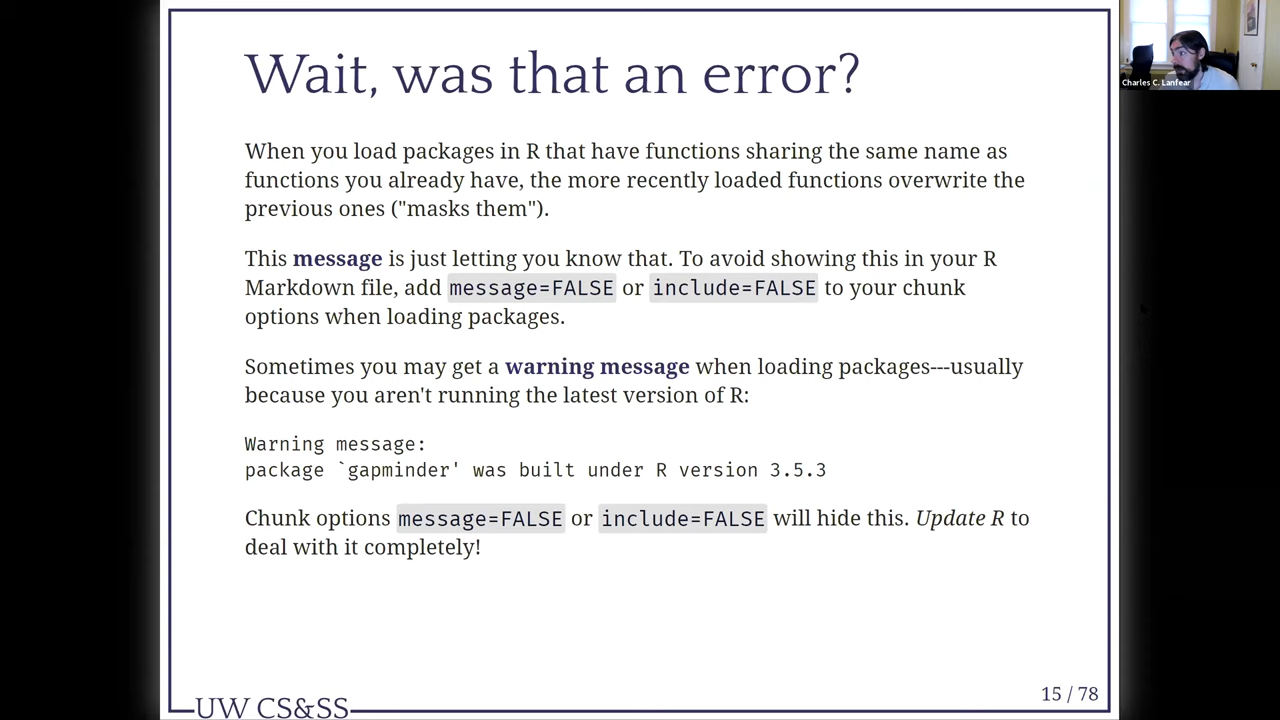 Wait, was that an error?
When you load packages in R that have functions sharing the same name as
functions you already have, the more recently loaded functions overwrite the
previous ones ("masks them").
This message is just letting you know that. To avoid showing this in your R
Markdown file, add message=FALSE or include=FALSE to your chunk
options when loading packages.
Sometimes you may get a warning message when loading packages---usually
because you aren't running the latest version of R:
Warning message:
package `gapminder' was built under R version 3.5.3
Chunk options message=FALSE or include=FALSE will hide this. Update R to
deal with it completely!
UW CS&SS
15 / 78
Charles C. Lanfear